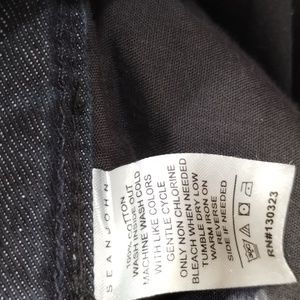 SEAN JOHN
100% COTTON
WASH INSIDE OUT
MACHINE WASH COLD
WITH LIKE COLORS
GENTLE CYCLE
ONLY NON CHLORINE
BLEACH WHEN NEEDED
TUMBLE DRY LOW
WARM IRON ON
REVERSE
SIDE IF NEEDED
RN#130323